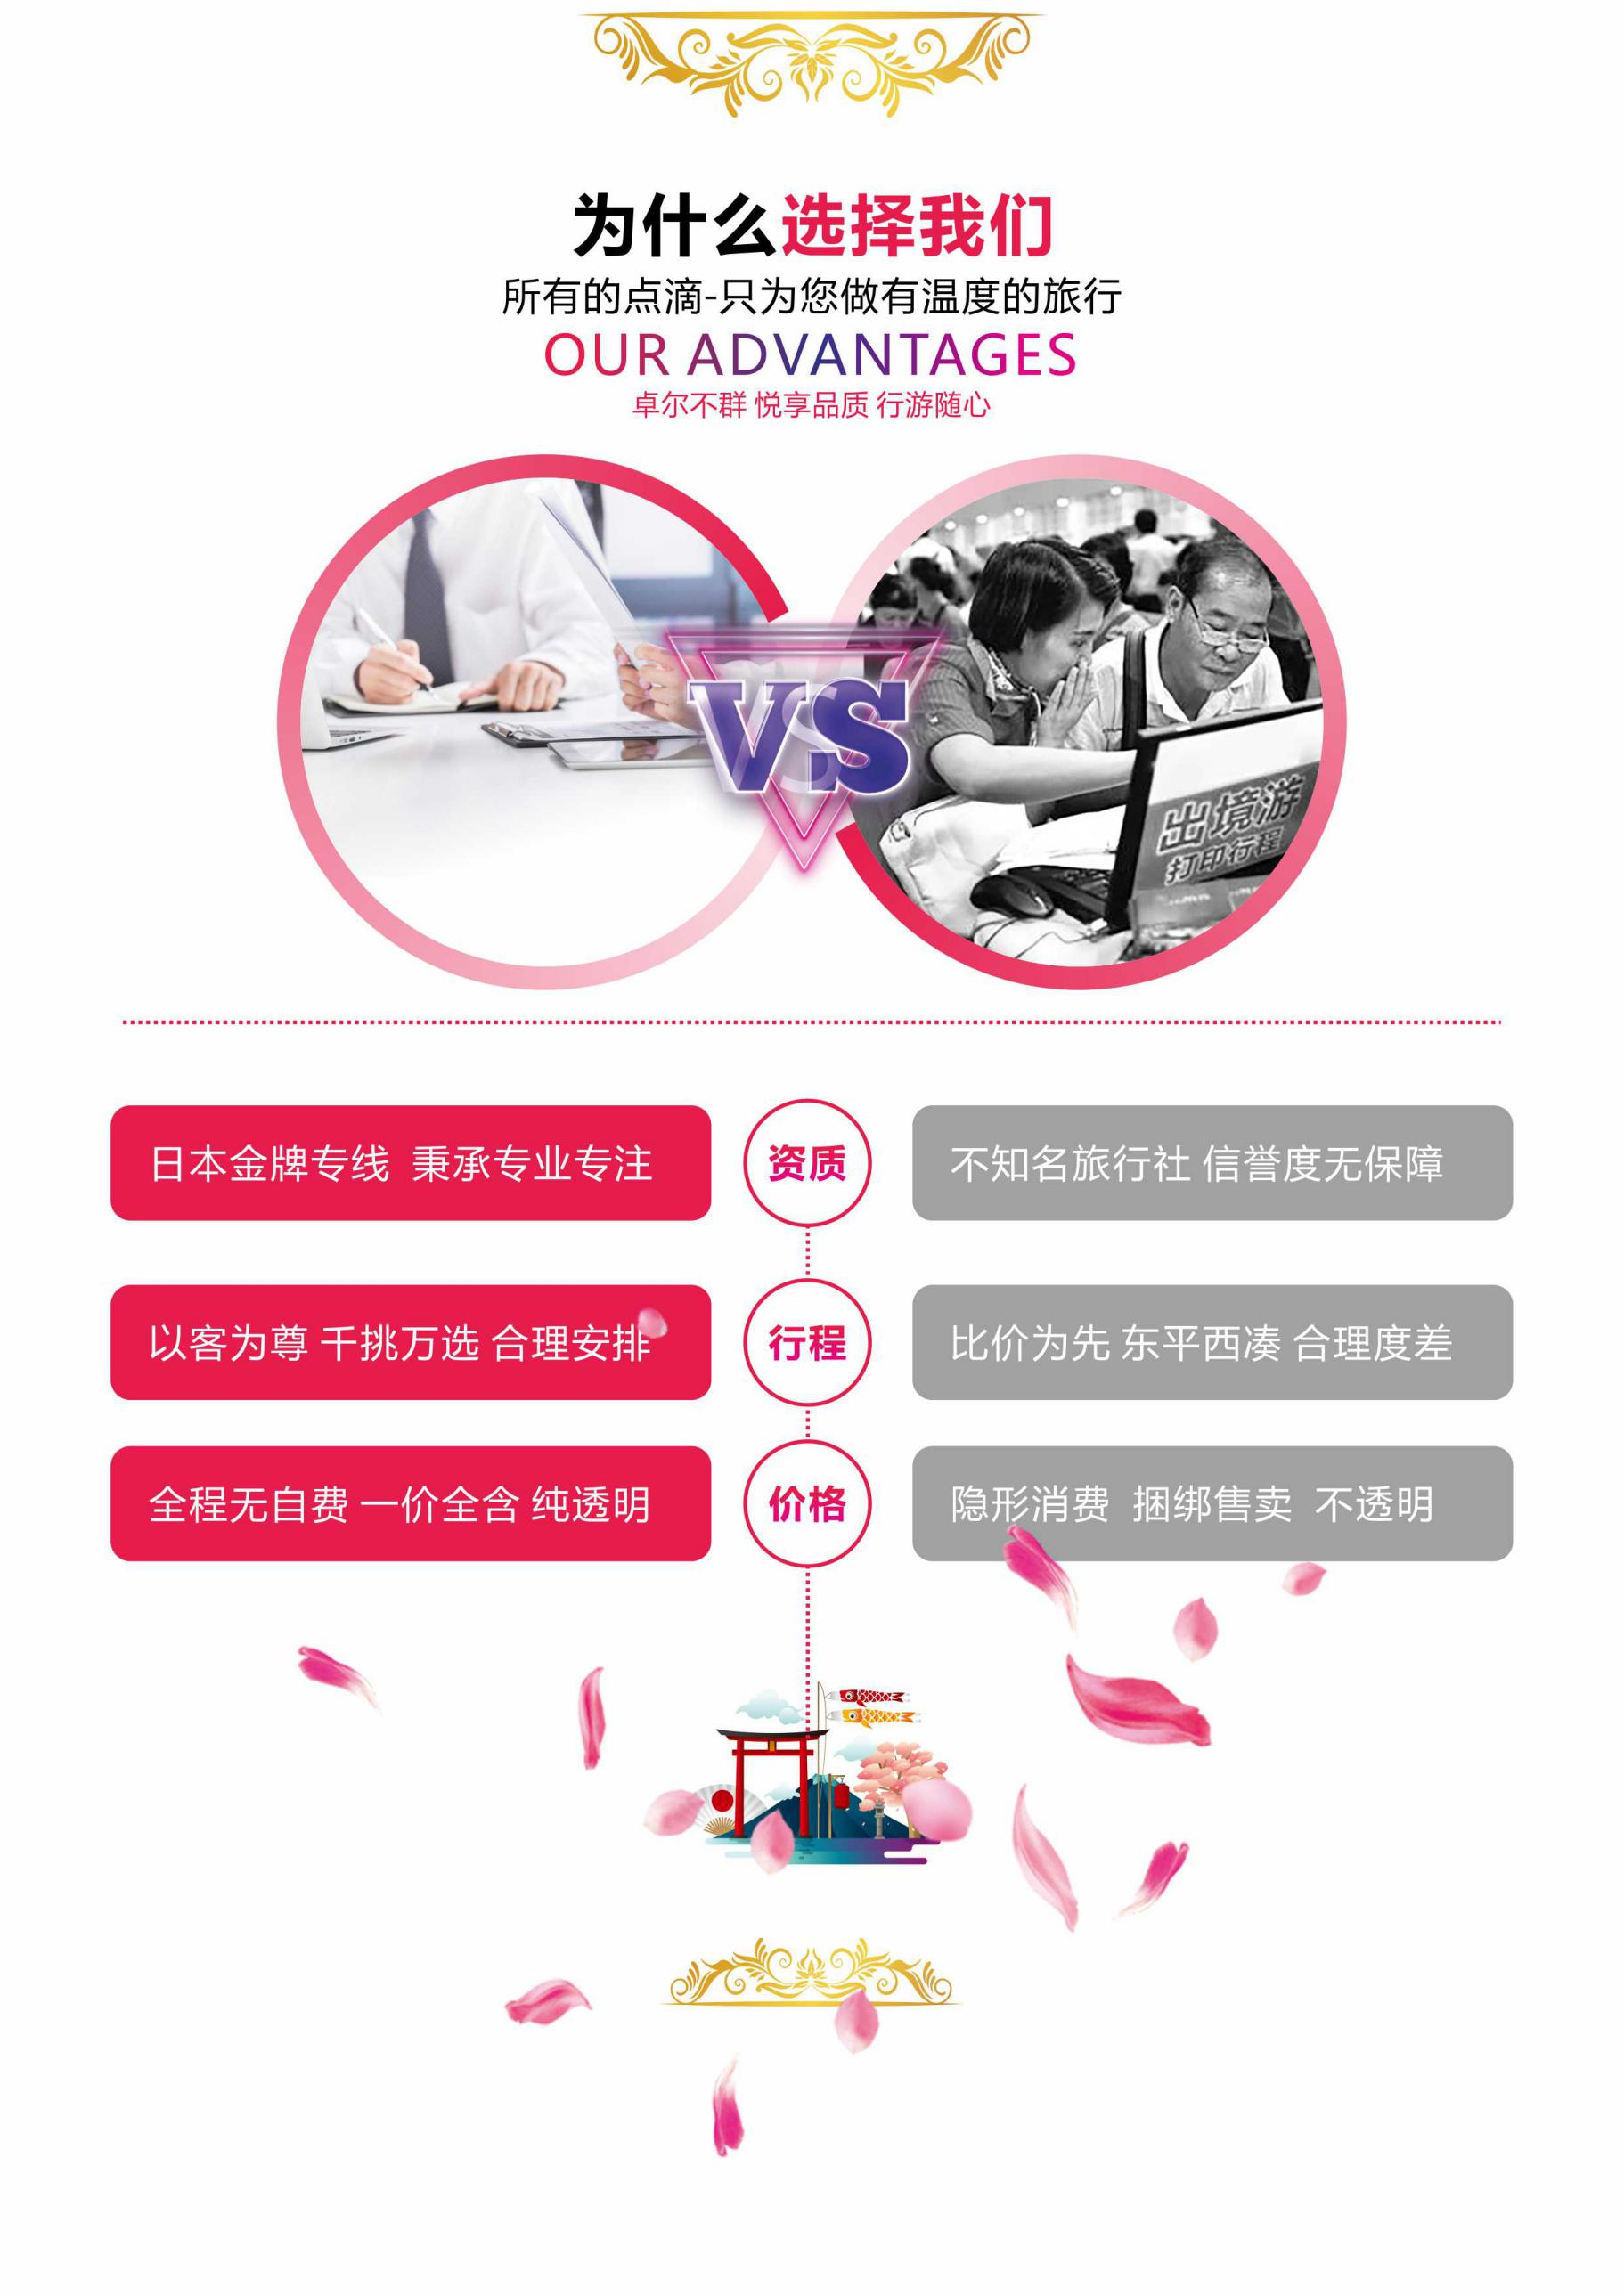 为什么选择我们
所有的点滴-只为您做有温度的旅行
OUR ADVANTAGES
卓尔不群 悦享品质 行游随心
VS
出境游
打印行程
日本金牌专线 秉承专业专注
资质
不知名旅行社 信誉度无保障
以客为尊 千挑万选 合理安排
行程
比价为先 东平西凑 合理度差
全程无自费 一价全含 纯透明
价格
隐形消费 捆绑售卖 不透明